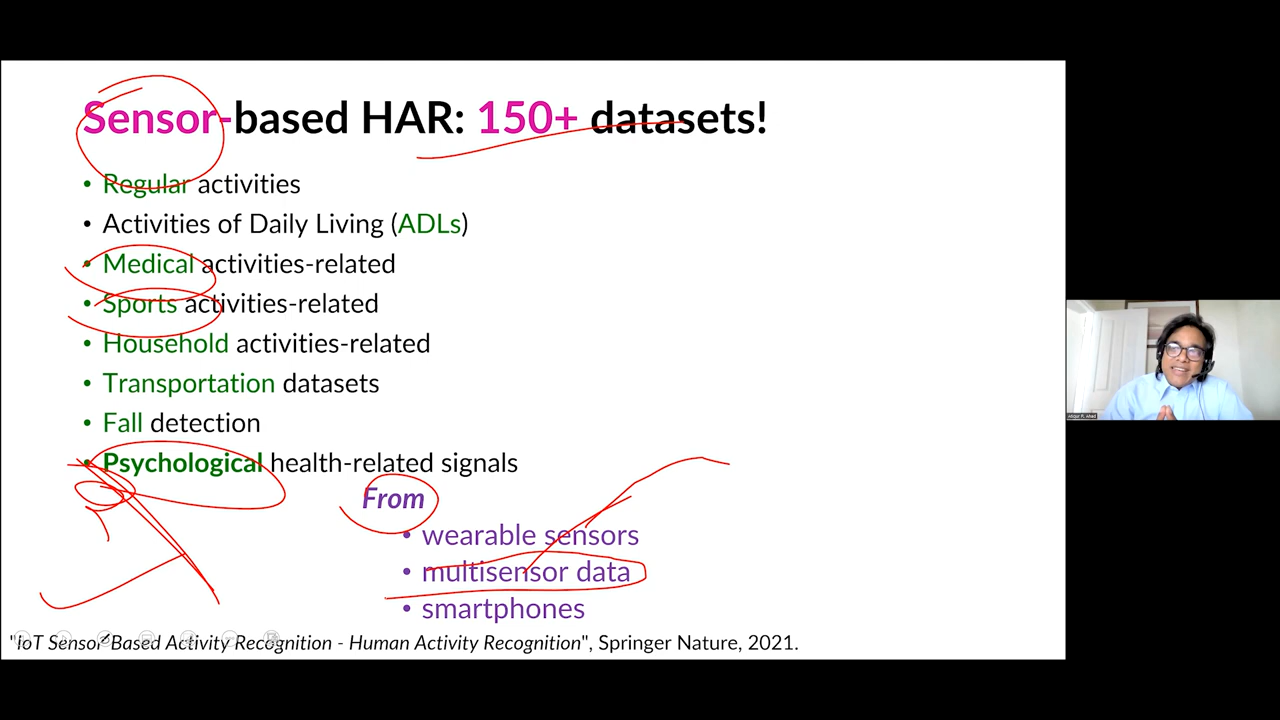 Sensor-based HAR: 150+ datasets!
• Regular activities
• Activities of Daily Living (ADLs)
• Medical activities-related
• Sports activities-related
• Household activities-related
• Transportation datasets
• Fall detection
• Psychological health-related signals
From
• wearable sensors
• multisensor data
• smartphones
"IoT Sensor-Based Activity Recognition - Human Activity Recognition", Springer Nature, 2021.
Atiqur R. Ahad